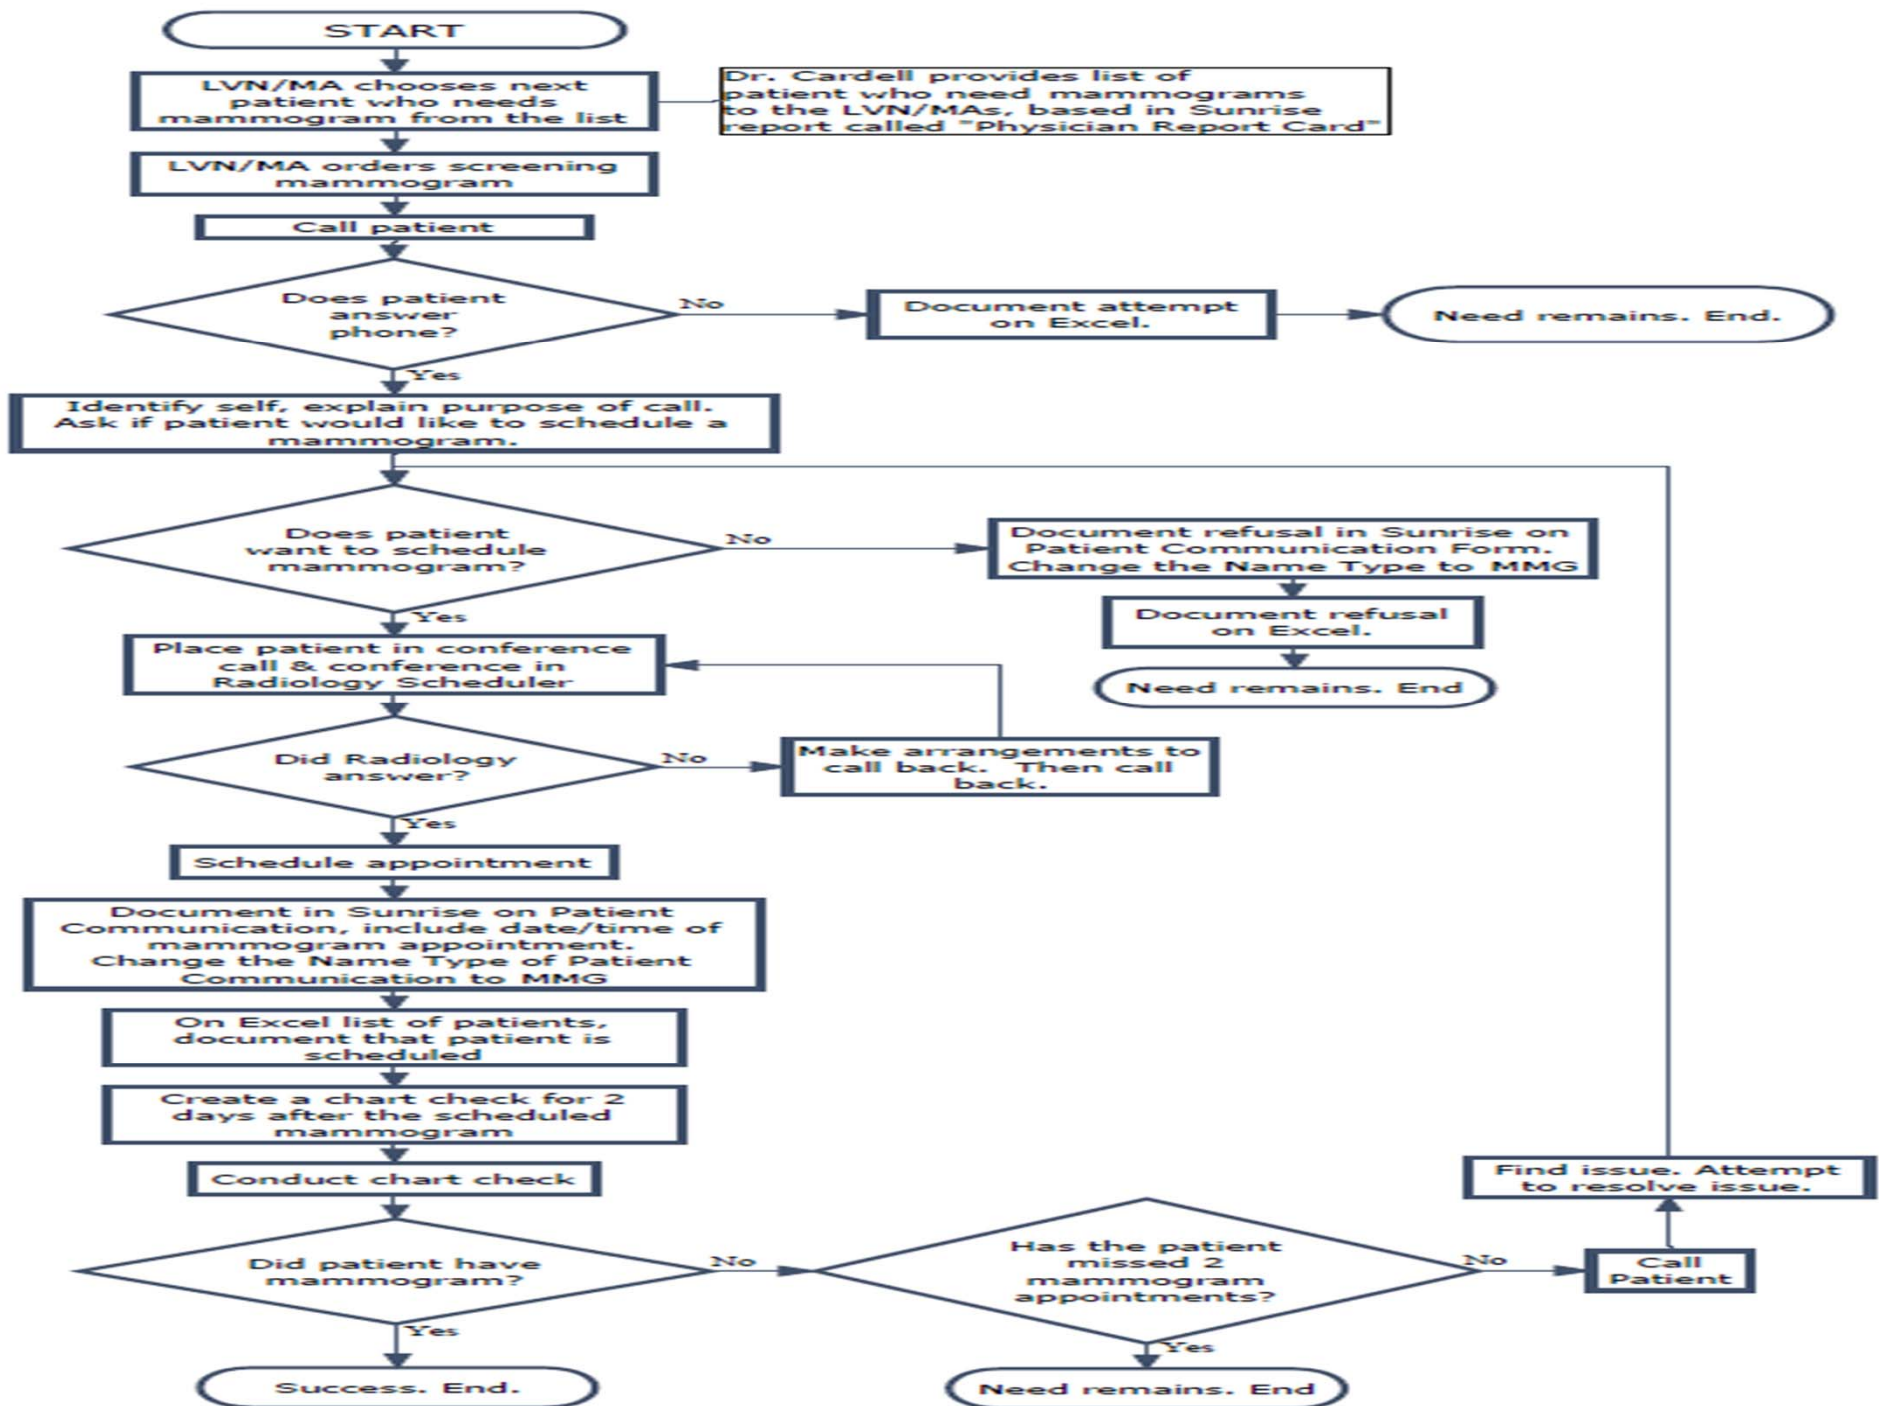 START
LVN/MA chooses next
patient who needs
mammogram from the list
Dr. Cardell provides list of
patient who need mammograms
to the LVN/MAs, based in Sunrise
report called "Physician Report Card"
LVN/MA orders screening
mammogram
Call patient
Does patient
answer
phone?
No
Document attempt
on Excel.
Need remains. End.
Yes
Identify self, explain purpose of call.
Ask if patient would like to schedule a
mammogram.
Does patient
want to schedule
mammogram?
No
Document refusal in Sunrise on
Patient Communication Form.
Change the Name Type to MMG
Document refusal
on Excel.
Need remains. End
Yes
Place patient in conference
call & conference in
Radiology Scheduler
Did Radiology
answer?
No
Make arrangements to
call back. Then call
back.
Yes
Schedule appointment
Document in Sunrise on Patient
Communication, include date/time of
mammogram appointment.
Change the Name Type of Patient
Communication to MMG
On Excel list of patients,
document that patient is
scheduled
Create a chart check for 2
days after the scheduled
mammogram
Conduct chart check
Did patient have
mammogram?
No
Has the patient
missed 2
mammogram
appointments?
No
Call
Patient
Find issue. Attempt
to resolve issue.
Yes
Success. End.
Yes
Need remains. End